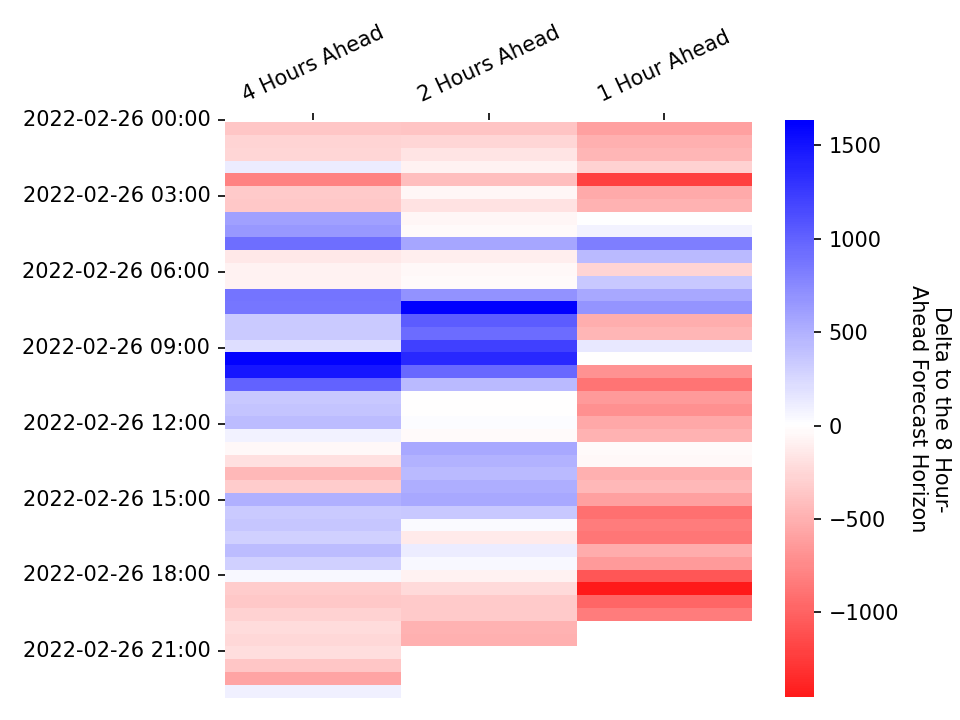 4 Hours Ahead
2 Hours Ahead
1 Hour Ahead
2022-02-26 00:00
2022-02-26 03:00
2022-02-26 06:00
2022-02-26 09:00
2022-02-26 12:00
2022-02-26 15:00
2022-02-26 18:00
2022-02-26 21:00
1500
1000
500
0
−500
−1000
Delta to the 8 Hour-
Ahead Forecast Horizon